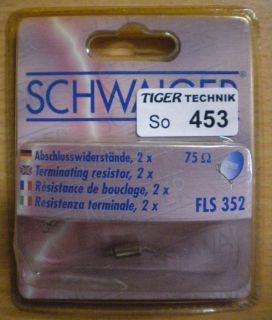 SCHWAIGER®
TIGER TECHNIK
So 453
Abschlusswiderstände, 2 x 75 Ω
Terminating resistor, 2 x
Résistance de bouclage, 2 x
Resistenza terminale, 2 x FLS 352